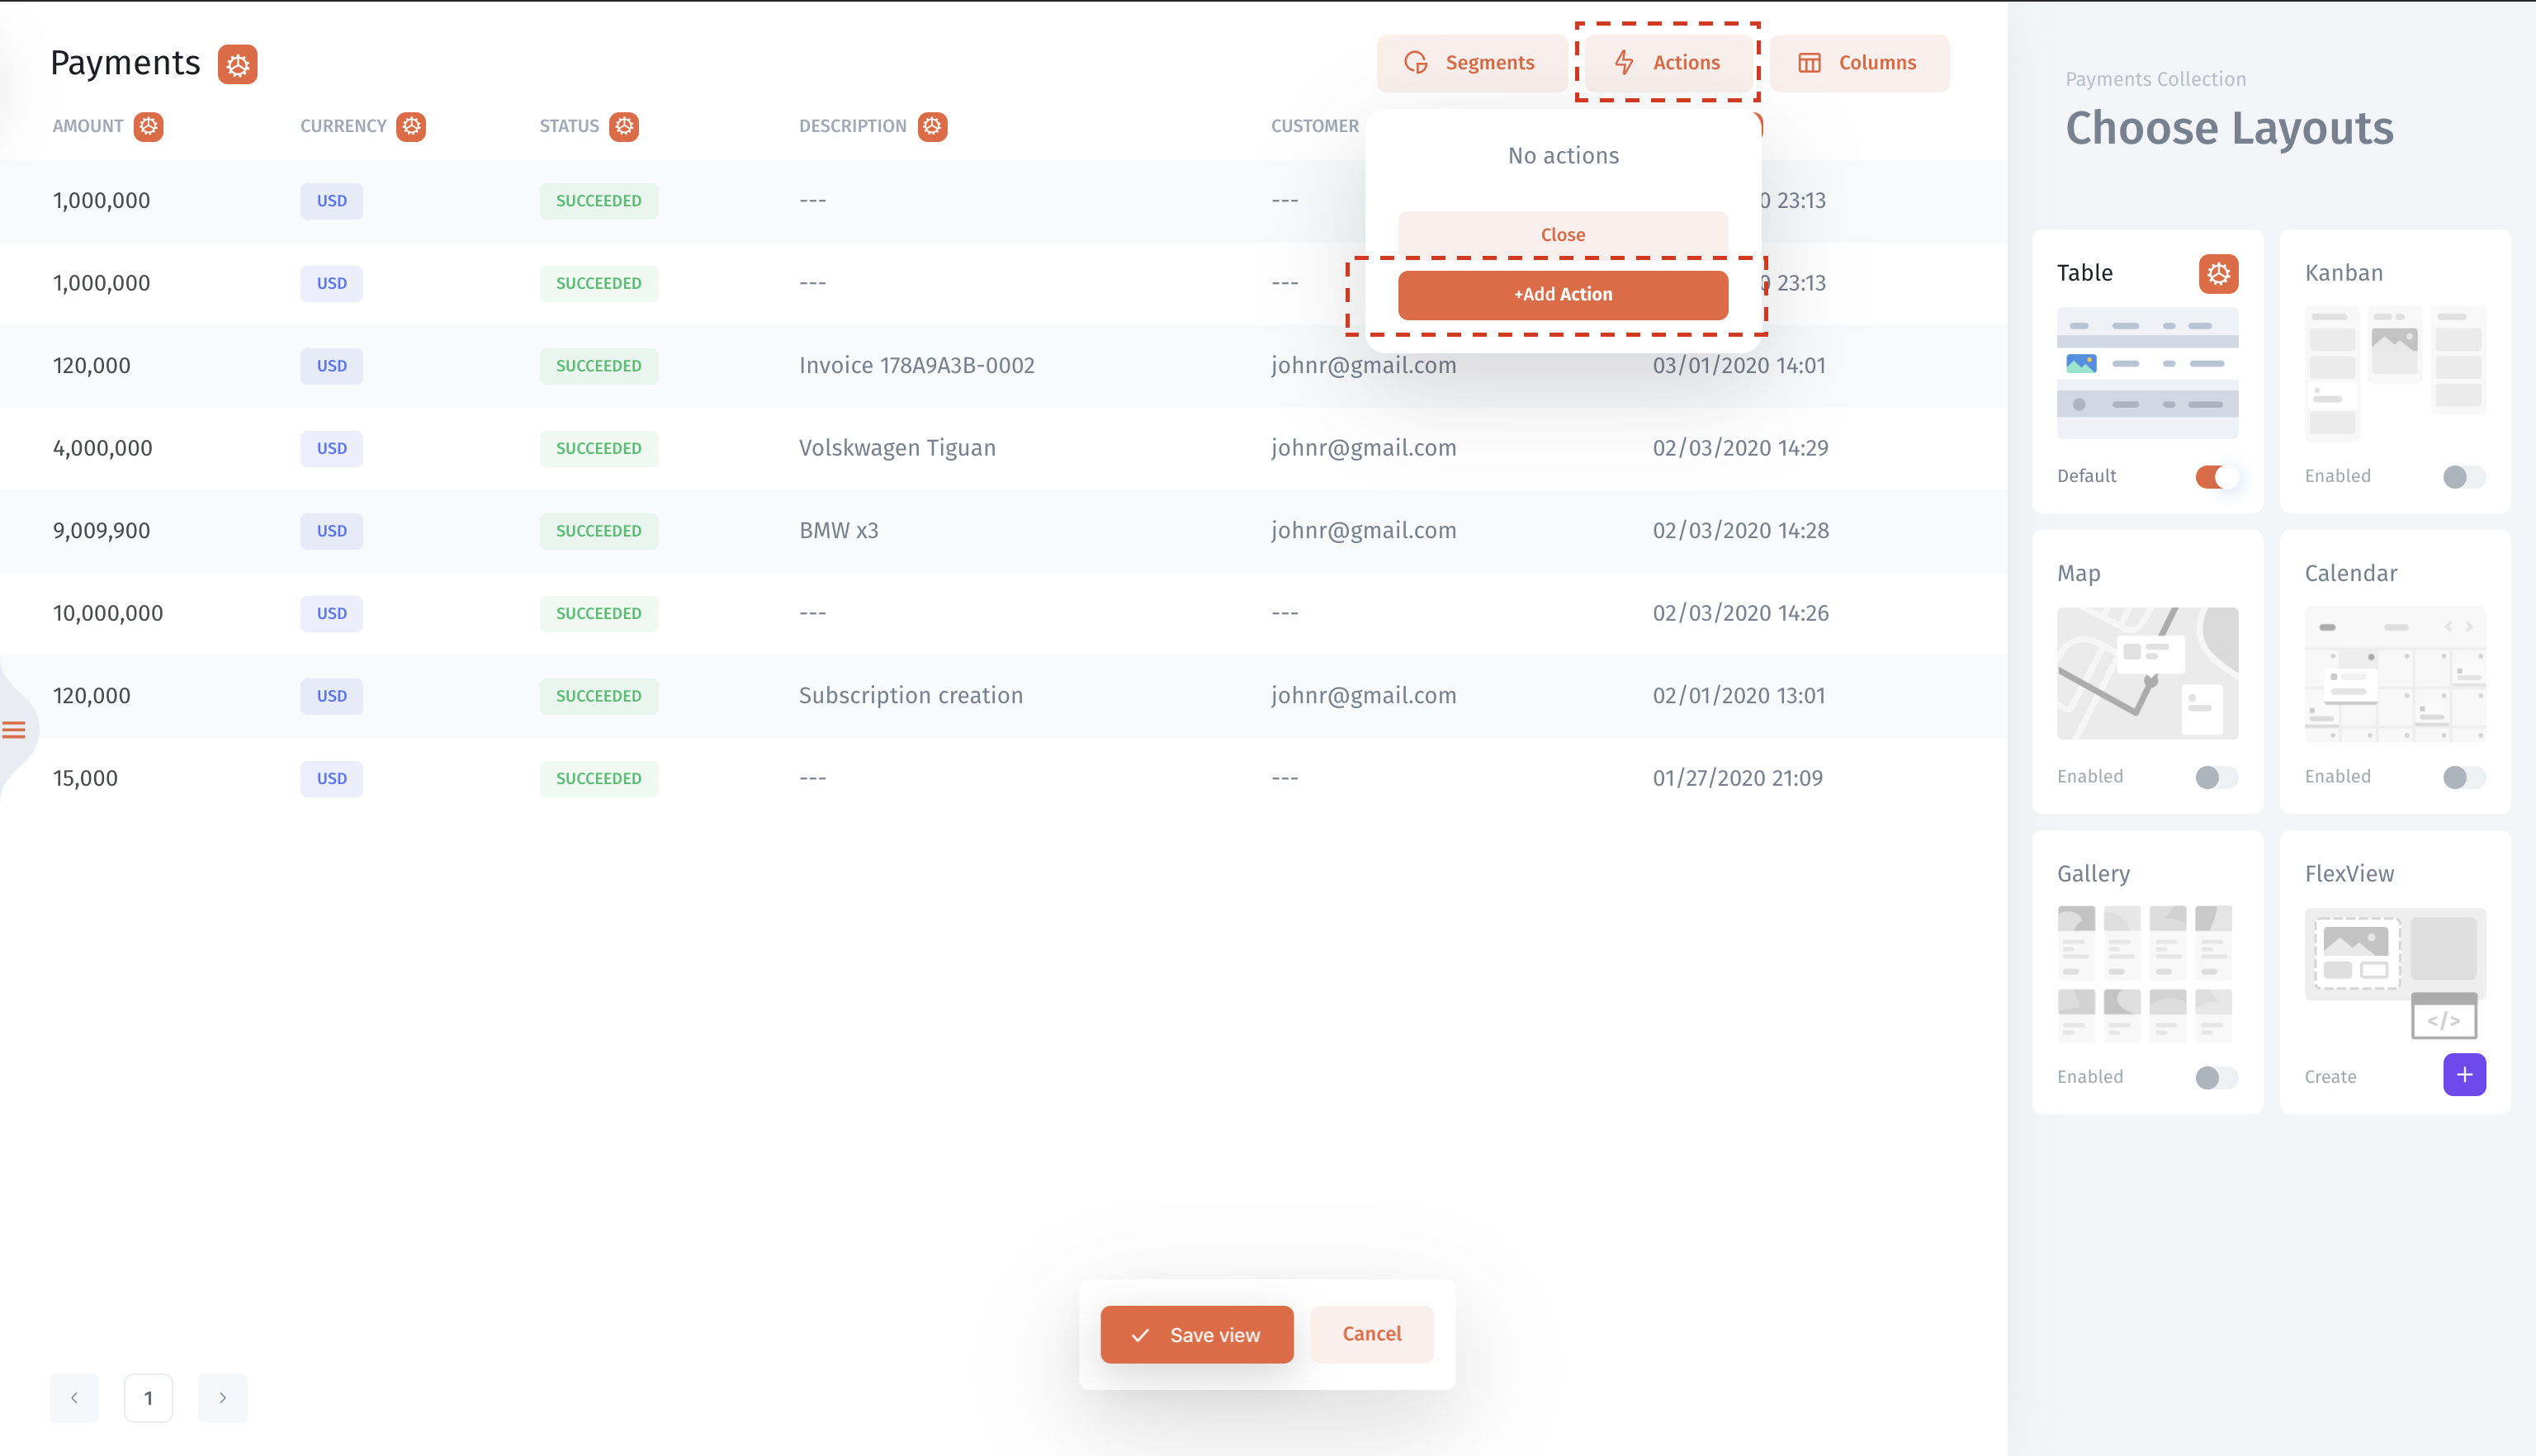 Payments
Segments
Actions
Columns
AMOUNT CURRENCY STATUS DESCRIPTION CUSTOMER
No actions
Close
+Add Action
1,000,000 USD SUCCEEDED --- --- 23:13
1,000,000 USD SUCCEEDED --- --- 23:13
120,000 USD SUCCEEDED Invoice 178A9A3B-0002 johnr@gmail.com 03/01/2020 14:01
4,000,000 USD SUCCEEDED Volskwagen Tiguan johnr@gmail.com 02/03/2020 14:29
9,009,900 USD SUCCEEDED BMW x3 johnr@gmail.com 02/03/2020 14:28
10,000,000 USD SUCCEEDED --- --- 02/03/2020 14:26
120,000 USD SUCCEEDED Subscription creation johnr@gmail.com 02/01/2020 13:01
15,000 USD SUCCEEDED --- --- 01/27/2020 21:09
Save view
Cancel
1
Payments Collection
Choose Layouts
Table
Default
Kanban
Enabled
Map
Enabled
Calendar
Enabled
Gallery
Enabled
FlexView
</>
Create